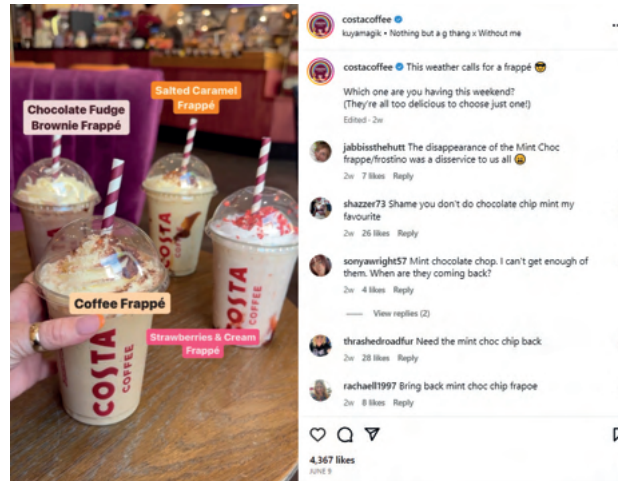 Salted Caramel
Frappé
Chocolate Fudge
Brownie Frappé
COSTA
COFFEE
COSTA
COFFEE
Coffee Frappé
Strawberries & Cream
Frappé
COSTA
COFFEE
costacoffee
kuyamagik • Nothing but a g thang x Without me
costacoffee This weather calls for a frappé 😎
Which one are you having this weekend?
(They're all too delicious to choose just one!)
Edited · 2w
jabbissthehutt The disappearance of the Mint Choc
frappe/frostino was a disservice to us all 😩
2w 7 likes Reply
shazzer73 Shame you don't do chocolate chip mint my
favourite
2w 26 likes Reply
sonyawright57 Mint chocolate chop. I can't get enough of
them. When are they coming back?
2w 4 likes Reply
View replies (2)
thrashedroadfur Need the mint choc chip back
2w 28 likes Reply
rachaell1997 Bring back mint choc chip frapoe
2w 8 likes Reply
4,367 likes
JUNE 9